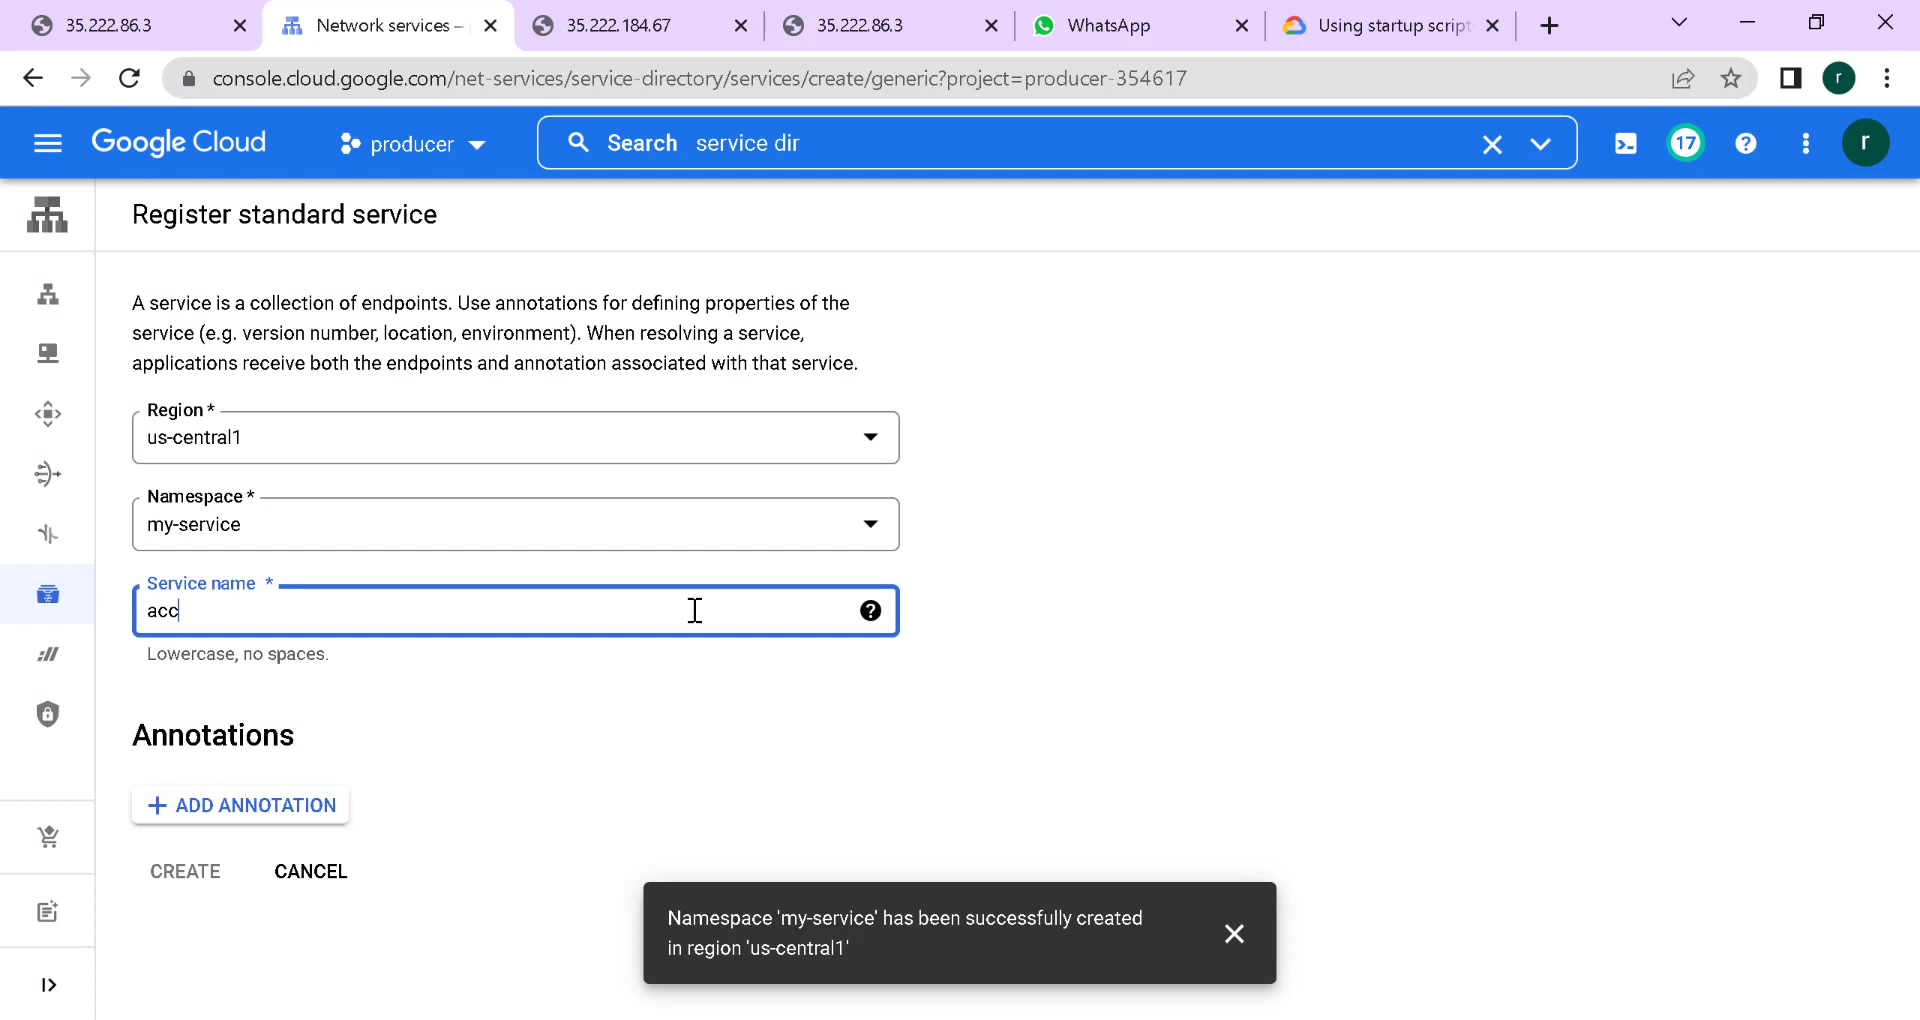 35.222.86.3
Network services –
35.222.184.67
35.222.86.3
WhatsApp
Using startup script
console.cloud.google.com/net-services/service-directory/services/create/generic?project=producer-354617
r
Google Cloud
producer
Search service dir
17
r
Register standard service
A service is a collection of endpoints. Use annotations for defining properties of the
service (e.g. version number, location, environment). When resolving a service,
applications receive both the endpoints and annotation associated with that service.
Region *
us-central1
Namespace *
my-service
Service name *
acc
Lowercase, no spaces.
Annotations
+ ADD ANNOTATION
CREATE CANCEL
Namespace 'my-service' has been successfully created
in region 'us-central1'